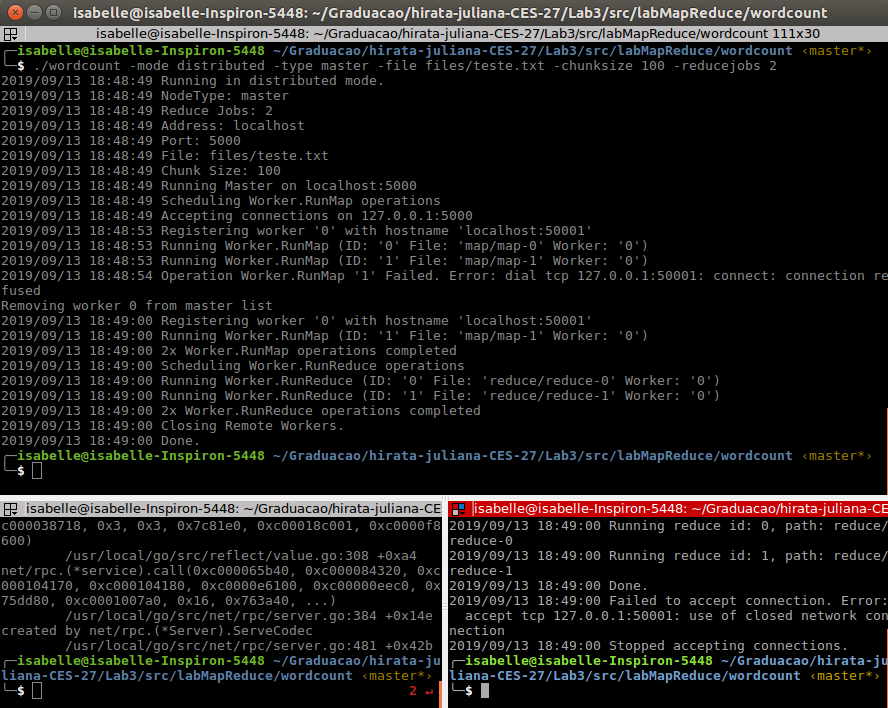 isabelle@isabelle-Inspiron-5448: ~/Graduacao/hirata-juliana-CES-27/Lab3/src/labMapReduce/wordcount
isabelle@isabelle-Inspiron-5448: ~/Graduacao/hirata-juliana-CES-27/Lab3/src/labMapReduce/wordcount 111x30
╭─isabelle@isabelle-Inspiron-5448 ~/Graduacao/hirata-juliana-CES-27/Lab3/src/labMapReduce/wordcount ‹master*›
╰─$ ./wordcount -mode distributed -type master -file files/teste.txt -chunksize 100 -reducejobs 2
2019/09/13 18:48:49 Running in distributed mode.
2019/09/13 18:48:49 NodeType: master
2019/09/13 18:48:49 Reduce Jobs: 2
2019/09/13 18:48:49 Address: localhost
2019/09/13 18:48:49 Port: 5000
2019/09/13 18:48:49 File: files/teste.txt
2019/09/13 18:48:49 Chunk Size: 100
2019/09/13 18:48:49 Running Master on localhost:5000
2019/09/13 18:48:49 Scheduling Worker.RunMap operations
2019/09/13 18:48:49 Accepting connections on 127.0.0.1:5000
2019/09/13 18:48:53 Registering worker '0' with hostname 'localhost:50001'
2019/09/13 18:48:53 Running Worker.RunMap (ID: '0' File: 'map/map-0' Worker: '0')
2019/09/13 18:48:53 Running Worker.RunMap (ID: '1' File: 'map/map-1' Worker: '0')
2019/09/13 18:48:54 Operation Worker.RunMap '1' Failed. Error: dial tcp 127.0.0.1:50001: connect: connection re
fused
Removing worker 0 from master list
2019/09/13 18:49:00 Registering worker '0' with hostname 'localhost:50001'
2019/09/13 18:49:00 Running Worker.RunMap (ID: '1' File: 'map/map-1' Worker: '0')
2019/09/13 18:49:00 2x Worker.RunMap operations completed
2019/09/13 18:49:00 Scheduling Worker.RunReduce operations
2019/09/13 18:49:00 Running Worker.RunReduce (ID: '0' File: 'reduce/reduce-0' Worker: '0')
2019/09/13 18:49:00 Running Worker.RunReduce (ID: '1' File: 'reduce/reduce-1' Worker: '0')
2019/09/13 18:49:00 2x Worker.RunReduce operations completed
2019/09/13 18:49:00 Closing Remote Workers.
2019/09/13 18:49:00 Done.
╭─isabelle@isabelle-Inspiron-5448 ~/Graduacao/hirata-juliana-CES-27/Lab3/src/labMapReduce/wordcount ‹master*›
╰─$
isabelle@isabelle-Inspiron-5448: ~/Graduacao/hirata-juliana-CE
c000038718, 0x3, 0x3, 0x7c81e0, 0xc00018c001, 0xc0000f8
600)
/usr/local/go/src/reflect/value.go:308 +0xa4
net/rpc.(*service).call(0xc000065b40, 0xc000084320, 0xc
000104170, 0xc000104180, 0xc0000e6100, 0xc00000eec0, 0x
75dd80, 0xc0001007a0, 0x16, 0x763a40, ...)
/usr/local/go/src/net/rpc/server.go:384 +0x14e
created by net/rpc.(*Server).ServeCodec
/usr/local/go/src/net/rpc/server.go:481 +0x42b
╭─isabelle@isabelle-Inspiron-5448 ~/Graduacao/hirata-ju
liana-CES-27/Lab3/src/labMapReduce/wordcount ‹master*›
╰─$ 2 ↵
isabelle@isabelle-Inspiron-5448: ~/Graduacao/hirata-juliana-CE
2019/09/13 18:49:00 Running reduce id: 0, path: reduce/
reduce-0
2019/09/13 18:49:00 Running reduce id: 1, path: reduce/
reduce-1
2019/09/13 18:49:00 Done.
2019/09/13 18:49:00 Failed to accept connection. Error:
accept tcp 127.0.0.1:50001: use of closed network con
nection
2019/09/13 18:49:00 Stopped accepting connections.
╭─isabelle@isabelle-Inspiron-5448 ~/Graduacao/hirata-ju
liana-CES-27/Lab3/src/labMapReduce/wordcount ‹master*›
╰─$